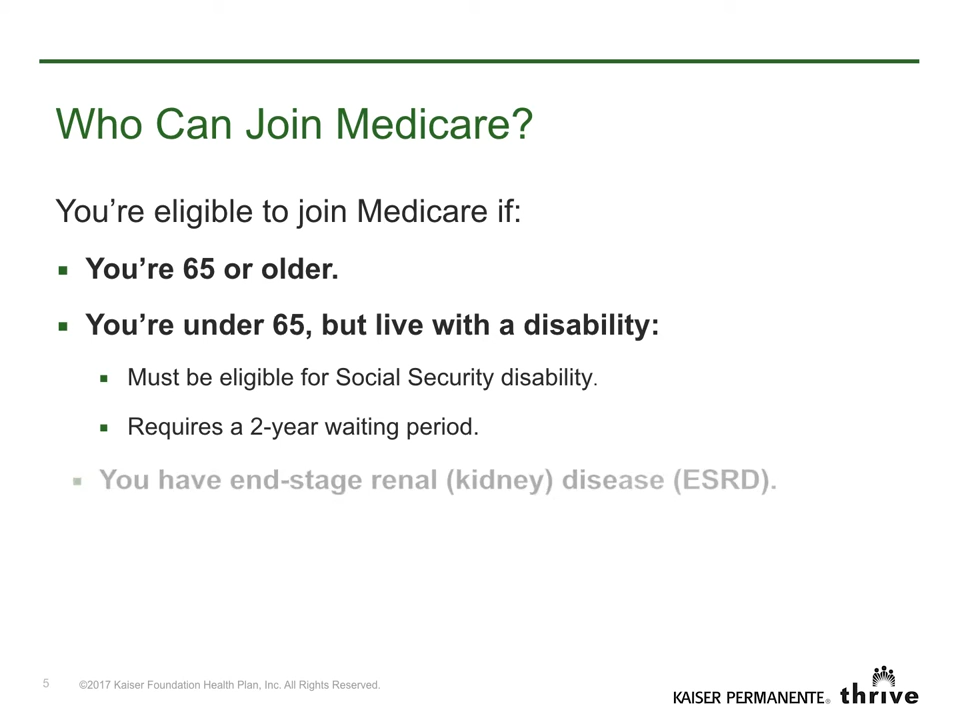 Who Can Join Medicare?
You’re eligible to join Medicare if:
▪ You’re 65 or older.
▪ You’re under 65, but live with a disability:
▪ Must be eligible for Social Security disability.
▪ Requires a 2-year waiting period.
▪ You have end-stage renal (kidney) disease (ESRD).
5 ©2017 Kaiser Foundation Health Plan, Inc. All Rights Reserved.
KAISER PERMANENTE® thrive